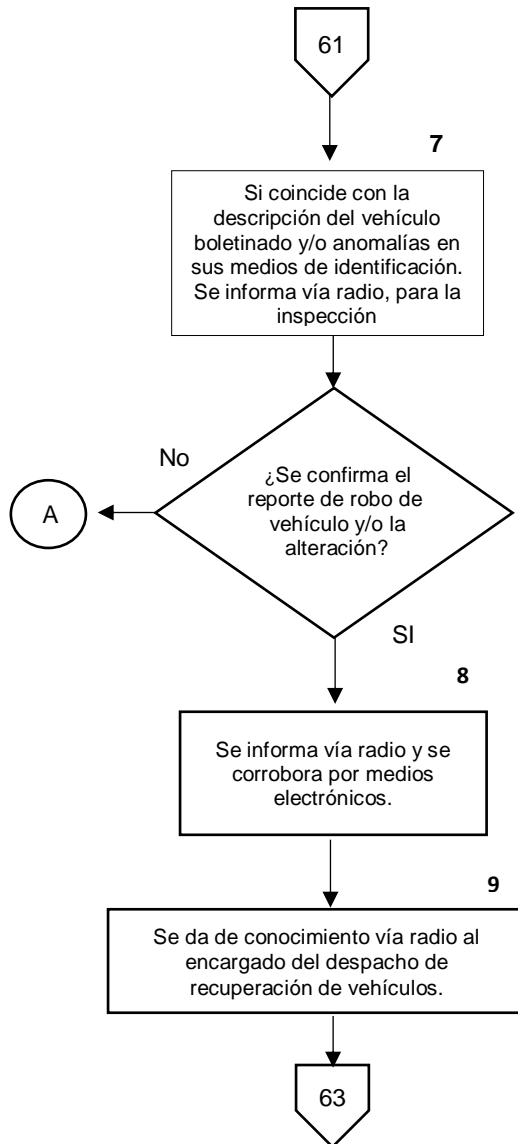 61
7
Si coincide con la
descripción del vehículo
boletinado y/o anomalías en
sus medios de identificación.
Se informa vía radio, para la
inspección
No
¿Se confirma el
reporte de robo de
vehículo y/o la
alteración?
A
SI
8
Se informa vía radio y se
corrobora por medios
electrónicos.
9
Se da de conocimiento vía radio al
encargado del despacho de
recuperación de vehículos.
63